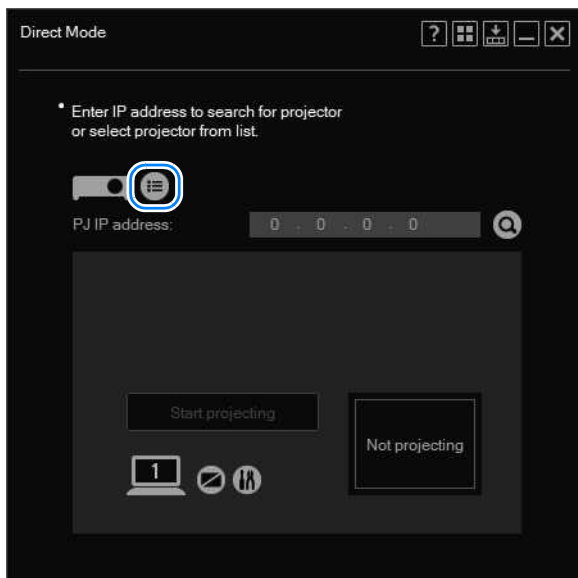 Direct Mode
?
Enter IP address to search for projector
or select projector from list.
PJ IP address: 0 . 0 . 0 . 0
Start projecting
Not projecting
1